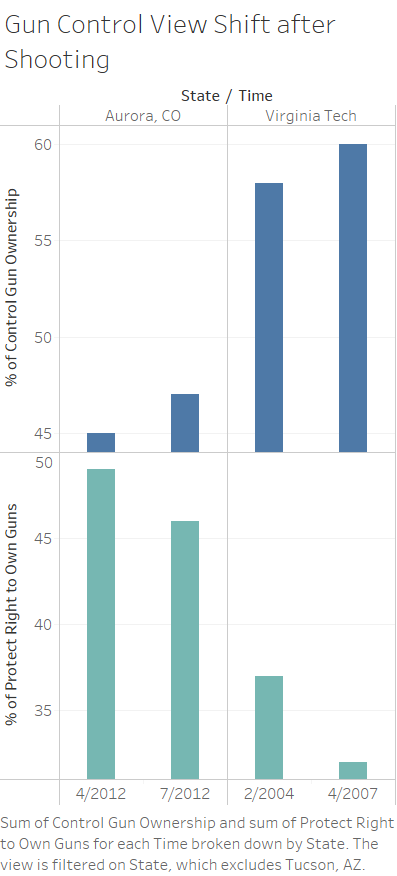 Gun Control View Shift after
Shooting
State / Time
Aurora, CO
Virginia Tech
% of Control Gun Ownership
60
55
50
45
% of Protect Right to Own Guns
50
45
40
35
4/2012
7/2012
2/2004
4/2007
Sum of Control Gun Ownership and sum of Protect Right
to Own Guns for each Time broken down by State. The
view is filtered on State, which excludes Tucson, AZ.